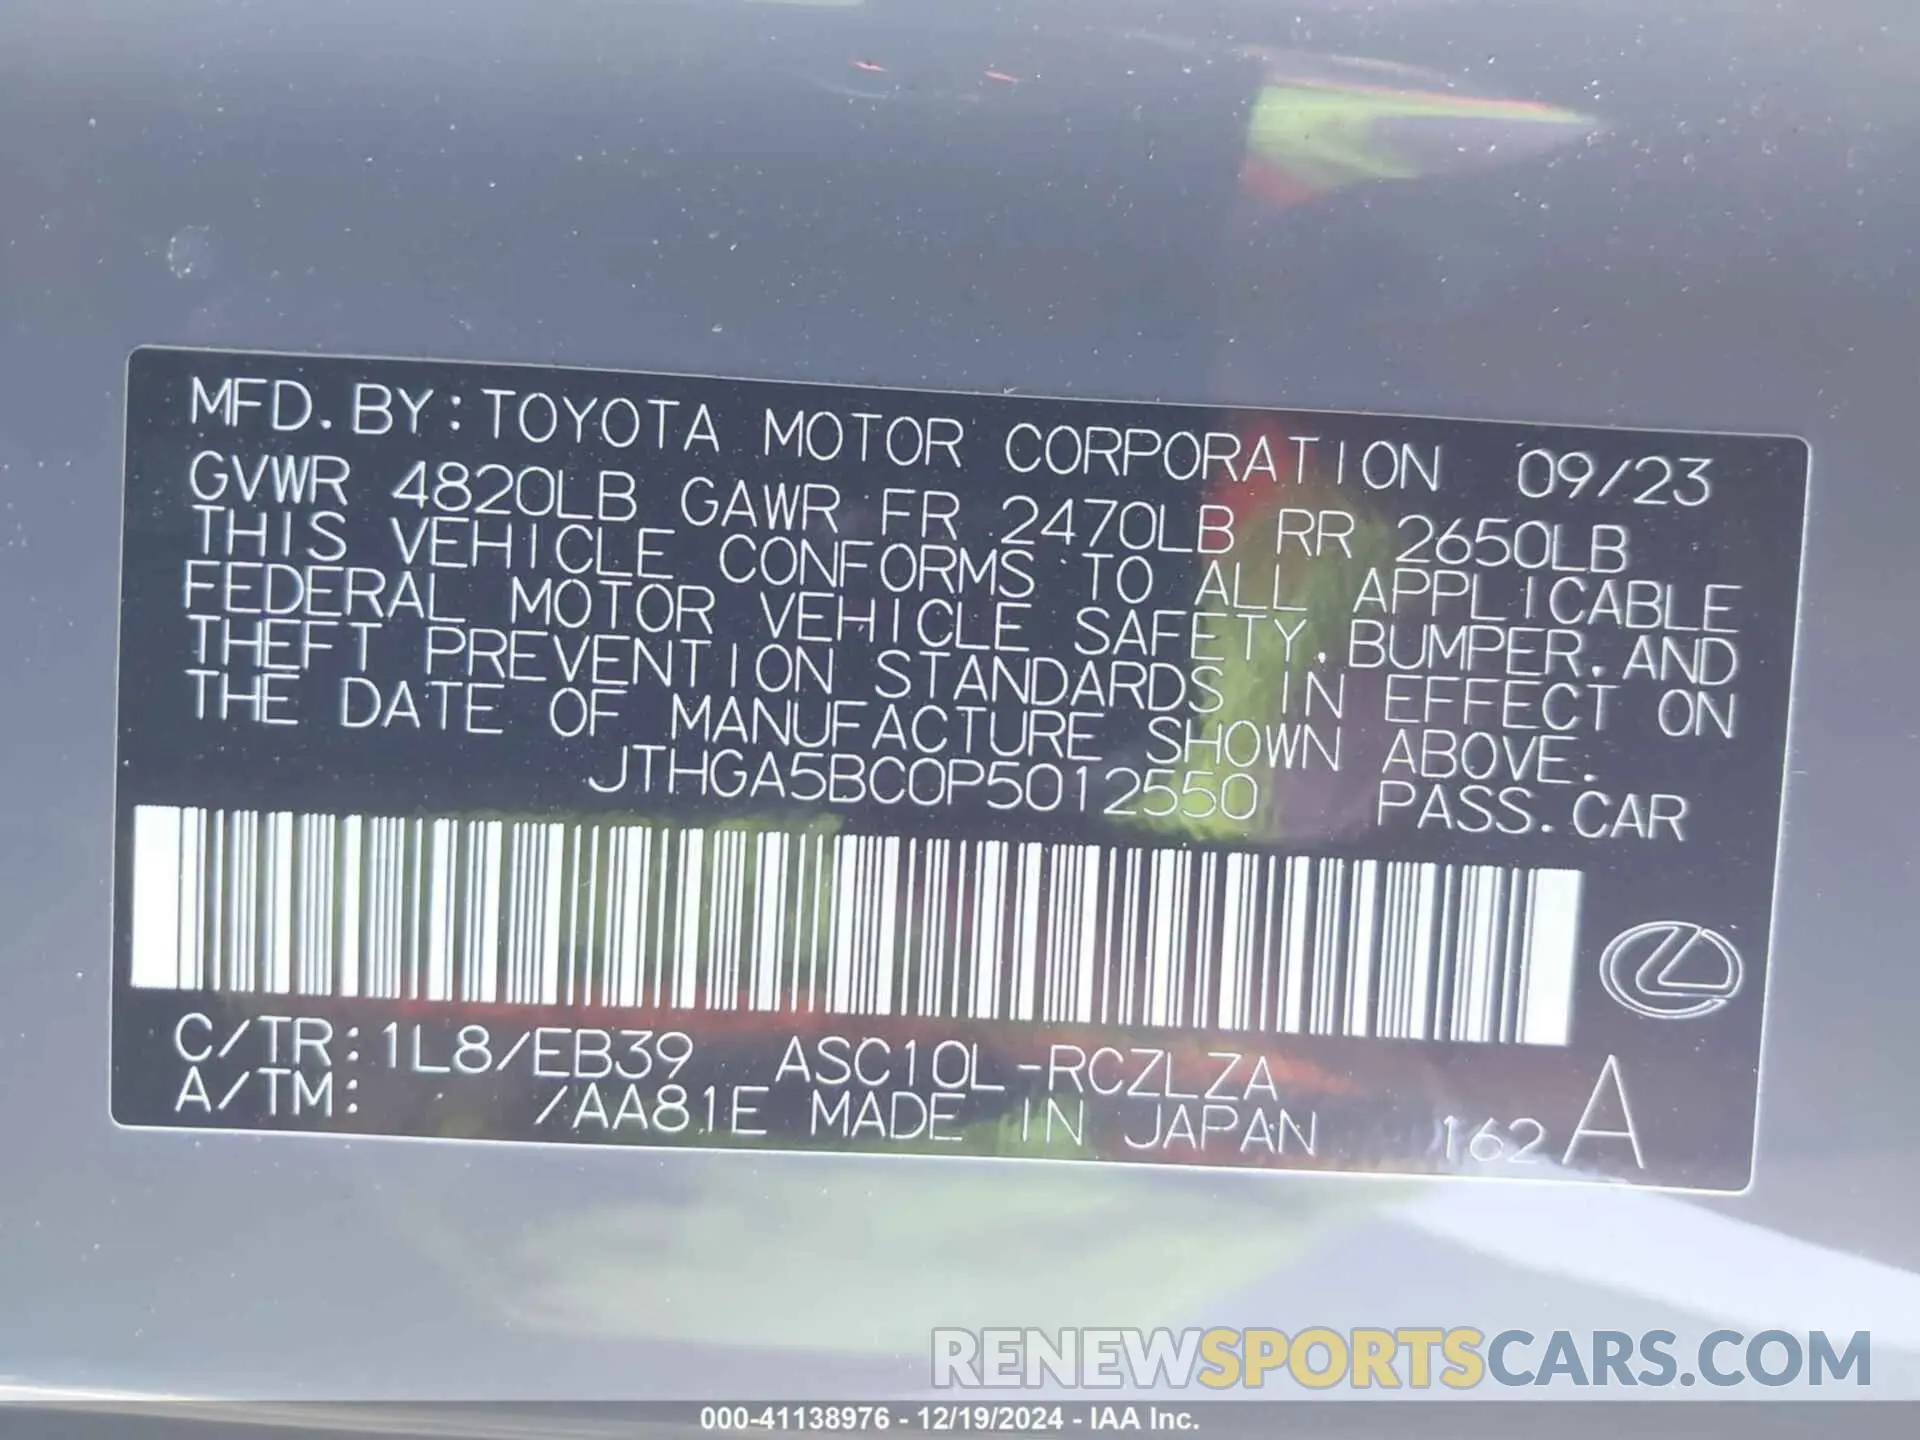 MFD. BY: TOYOTA MOTOR CORPORATION 09/23
GVWR 4820LB GAWR FR 2470LB RR 2650LB
THIS VEHICLE CONFORMS TO ALL APPLICABLE
FEDERAL MOTOR VEHICLE SAFETY, BUMPER, AND
THEFT PREVENTION STANDARDS IN EFFECT ON
THE DATE OF MANUFACTURE SHOWN ABOVE.
JTHGA5BC0P5012550 PASS. CAR
C/TR: 1L8/EB39 ASC10L-RCZLZA
A/TM: /AA81E MADE IN JAPAN 162 A
RENEWSPORTSCARS.COM
000-41138976 - 12/19/2024 - IAA Inc.